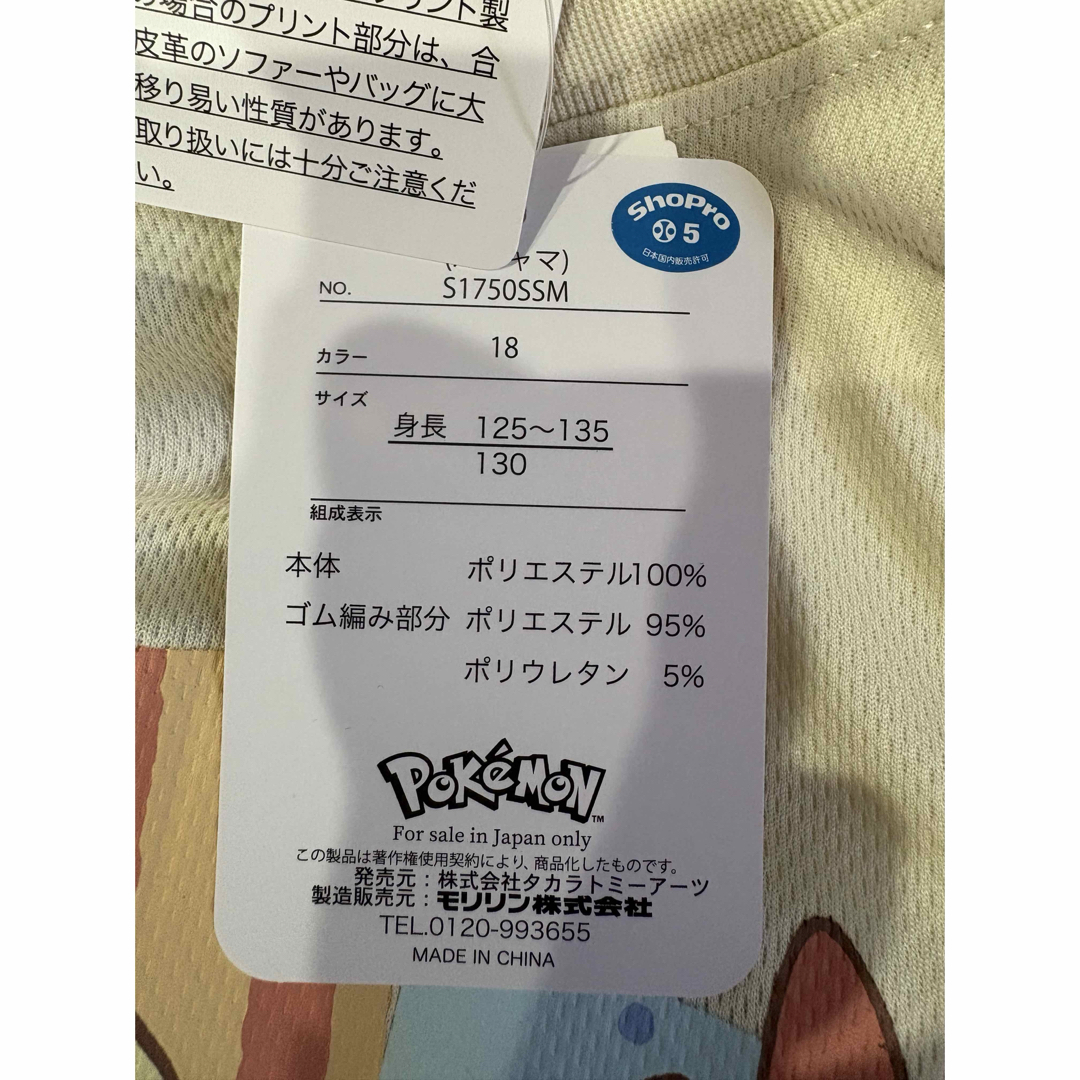 場合のプリント部分は、合
皮革のソファーやバッグに大
移り易い性質があります。
取り扱いには十分ご注意くだ
い。
ShoPro
5
日本国内販売許可
ャマ)
NO. S1750SSM
カラー 18
サイズ
身長 125〜135
130
組成表示
本体 ポリエステル100%
ゴム編み部分 ポリエステル 95%
ポリウレタン 5%
POKéMON™
For sale in Japan only
この製品は著作権使用契約により、商品化したものです。
発売元：株式会社タカラトミーアーツ
製造販売元：モリリン株式会社
TEL.0120-993655
MADE IN CHINA